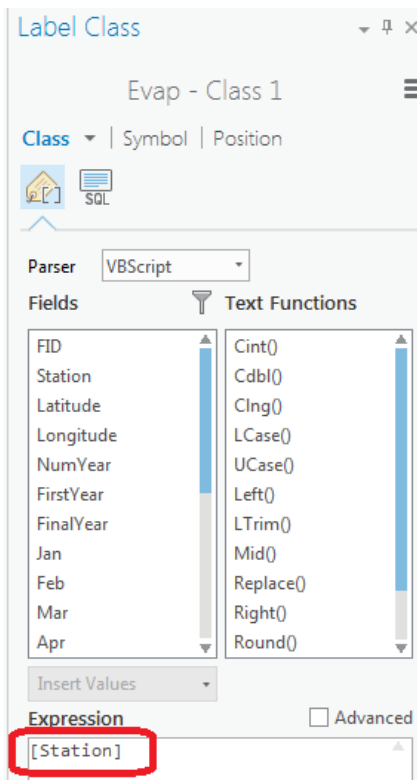 Label Class
Evap - Class 1
Class | Symbol | Position
SQL
Parser VBScript
Fields Text Functions
FID Cint()
Station Cdbl()
Latitude Clng()
Longitude LCase()
NumYear UCase()
FirstYear Left()
FinalYear LTrim()
Jan Mid()
Feb Replace()
Mar Right()
Apr Round()
Insert Values
Expression Advanced
[Station]